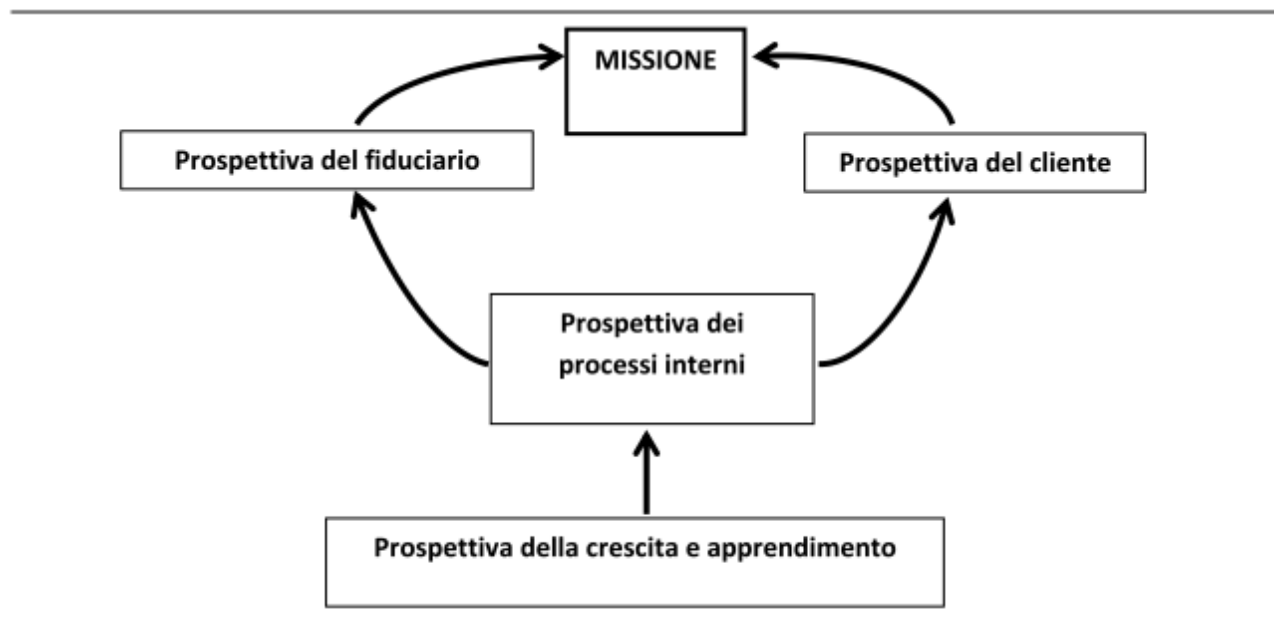 MISSIONE
Prospettiva del fiduciario
Prospettiva del cliente
Prospettiva dei
processi interni
Prospettiva della crescita e apprendimento